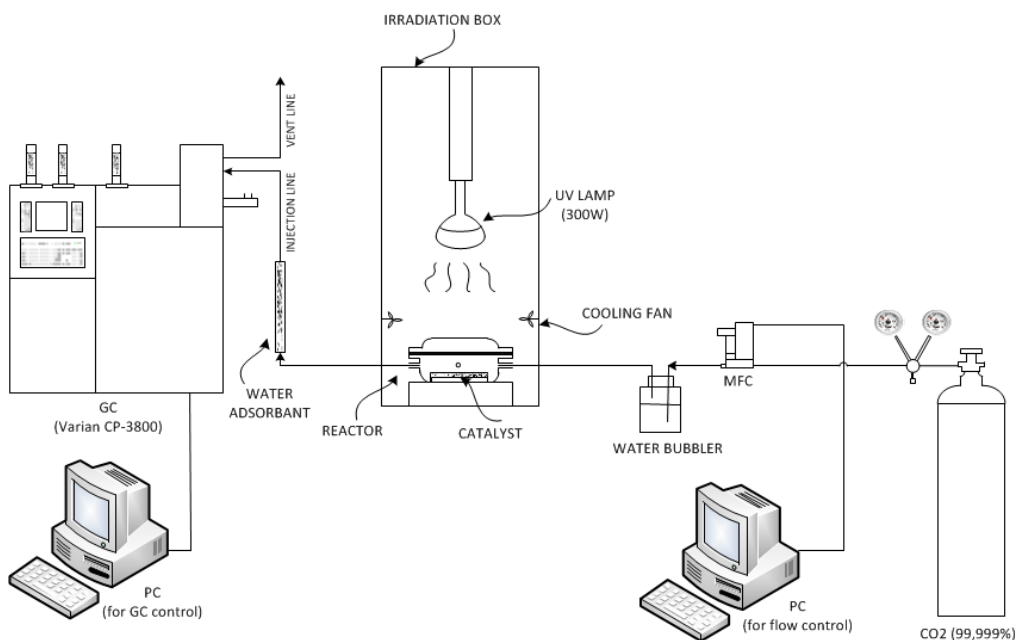 IRRADIATION BOX
VENT LINE
INJECTION LINE
UV LAMP
(300W)
COOLING FAN
MFC
WATER
ADSORBANT
REACTOR
CATALYST
WATER BUBBLER
GC
(Varian CP-3800)
PC
(for GC control)
PC
(for flow control)
CO2 (99,999%)